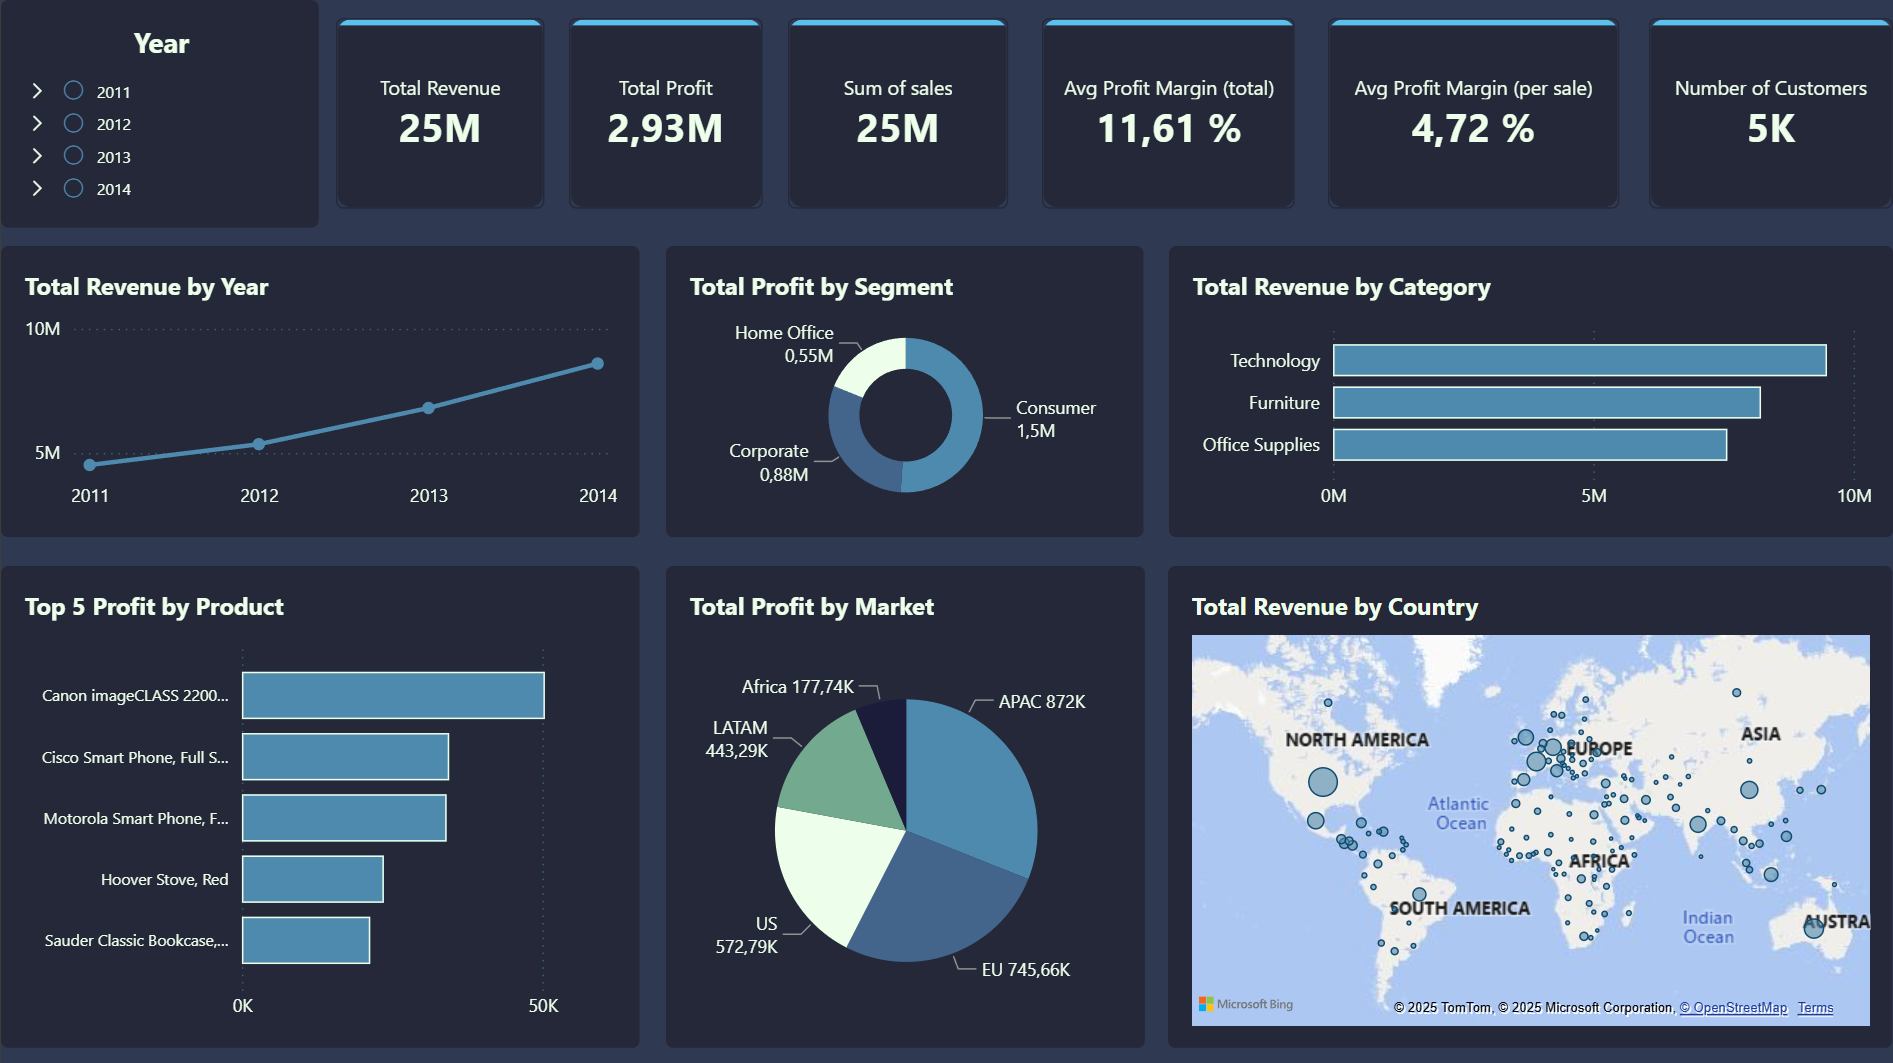 Year
2011
2012
2013
2014
Total Revenue
25M
Total Profit
2,93M
Sum of sales
25M
Avg Profit Margin (total)
11,61 %
Avg Profit Margin (per sale)
4,72 %
Number of Customers
5K
Total Revenue by Year
10M
5M
2011 2012 2013 2014
Total Profit by Segment
Home Office
0,55M
Consumer
1,5M
Corporate
0,88M
Total Revenue by Category
Technology
Furniture
Office Supplies
0M 5M 10M
Top 5 Profit by Product
Canon imageCLASS 2200...
Cisco Smart Phone, Full S...
Motorola Smart Phone, F...
Hoover Stove, Red
Sauder Classic Bookcase,...
0K 50K
Total Profit by Market
Africa 177,74K
APAC 872K
LATAM
443,29K
US
572,79K
EU 745,66K
Total Revenue by Country
NORTH AMERICA
EUROPE
ASIA
Atlantic
Ocean
AFRICA
SOUTH AMERICA
Indian
Ocean
AUSTRA
Microsoft Bing
© 2025 TomTom, © 2025 Microsoft Corporation, © OpenStreetMap Terms